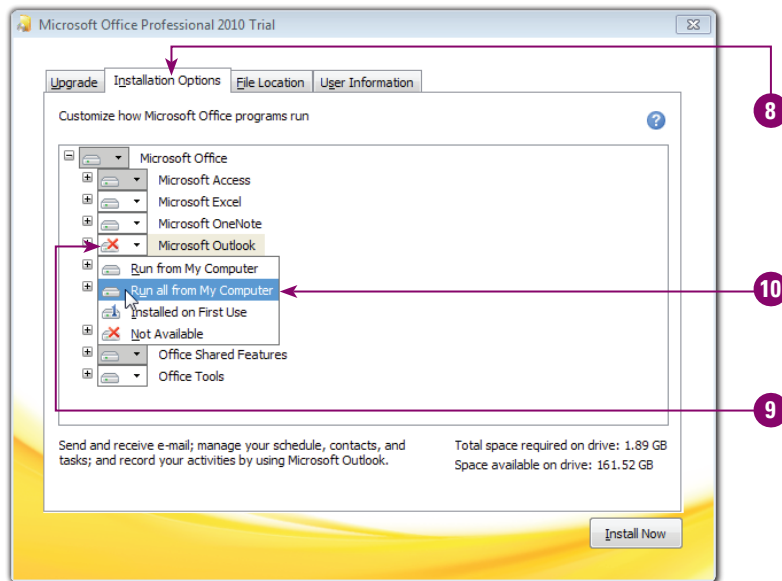 Microsoft Office Professional 2010 Trial
Upgrade Installation Options File Location User Information
8
Customize how Microsoft Office programs run
?
Microsoft Office
Microsoft Access
Microsoft Excel
Microsoft OneNote
Microsoft Outlook
Run from My Computer
Run all from My Computer
10
Installed on First Use
Not Available
Office Shared Features
Office Tools
9
Send and receive e-mail; manage your schedule, contacts, and
tasks; and record your activities by using Microsoft Outlook.
Total space required on drive: 1.89 GB
Space available on drive: 161.52 GB
Install Now